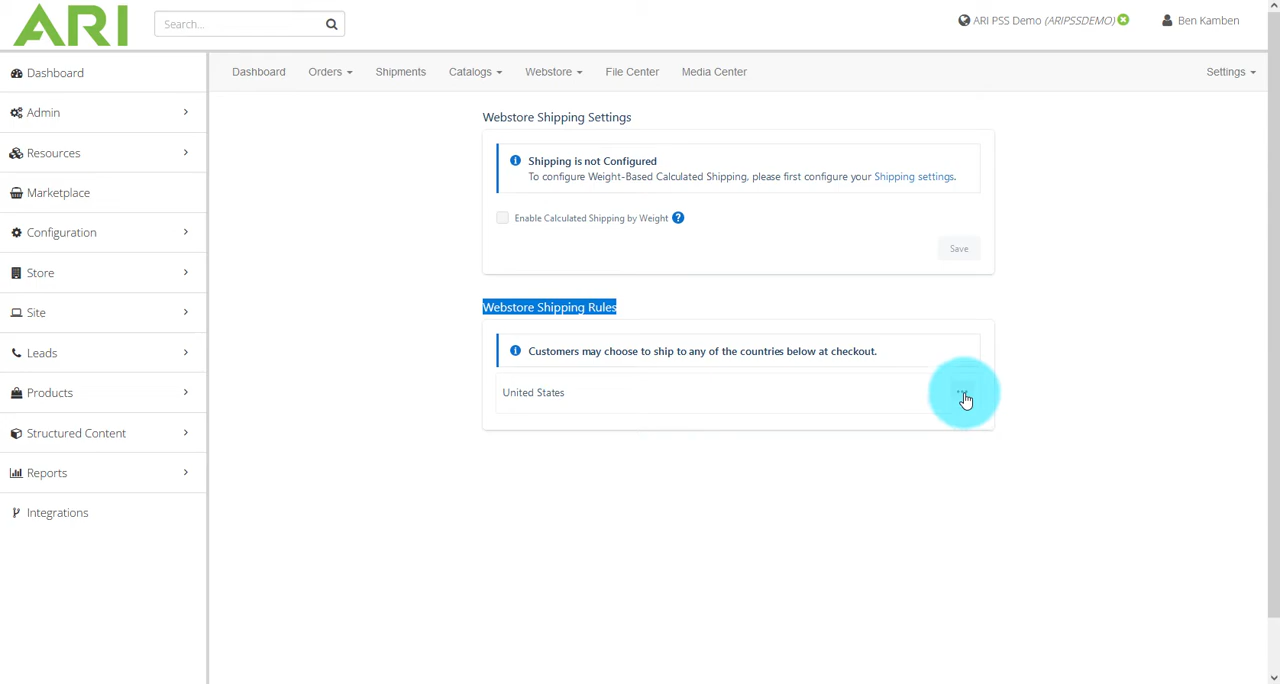 ARI
Search...
ARI PSS Demo (ARIPSSDEMO)
Ben Kamben
Dashboard
Admin
Resources
Marketplace
Configuration
Store
Site
Leads
Products
Structured Content
Reports
Integrations
Dashboard Orders Shipments Catalogs Webstore File Center Media Center Settings
Webstore Shipping Settings
Shipping is not Configured
To configure Weight-Based Calculated Shipping, please first configure your Shipping settings.
Enable Calculated Shipping by Weight ?
Save
Webstore Shipping Rules
Customers may choose to ship to any of the countries below at checkout.
United States